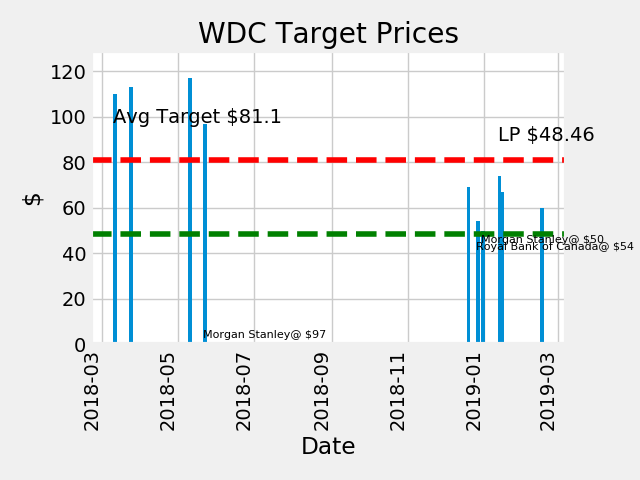 WDC Target Prices
120
100
80
60
40
20
0
$
Avg Target $81.1
LP $48.46
Morgan Stanley@ $50
Royal Bank of Canada@ $54
Morgan Stanley@ $97
2018-03
2018-05
2018-07
2018-09
2018-11
2019-01
2019-03
Date